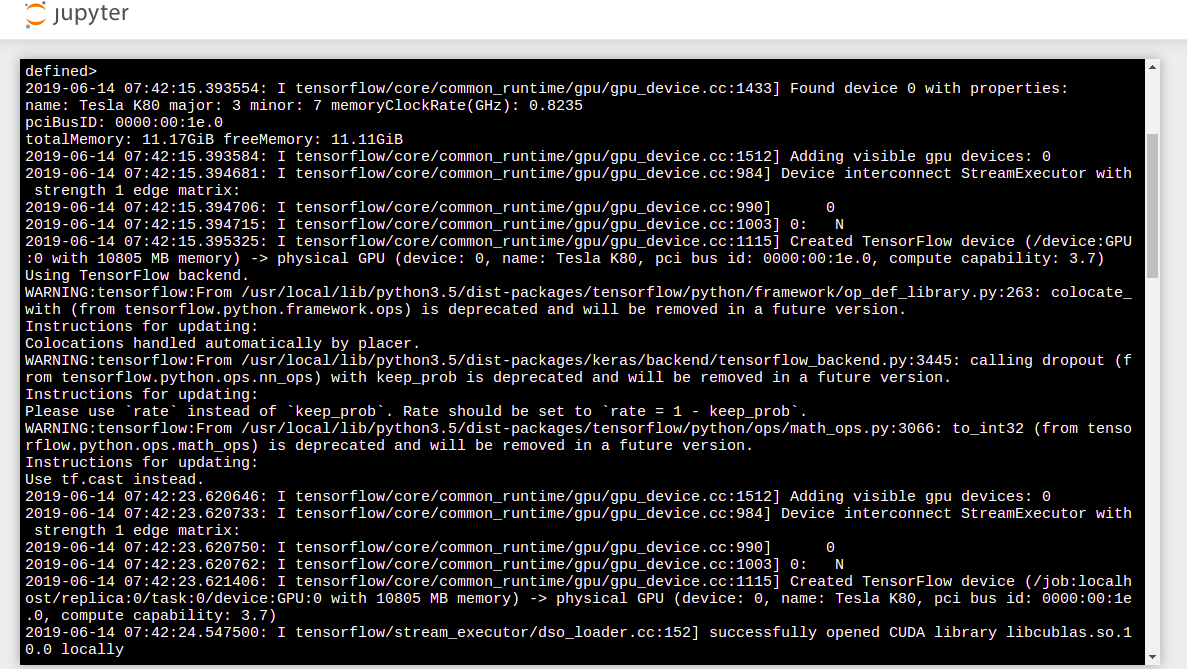 jupyter
defined>
2019-06-14 07:42:15.393554: I tensorflow/core/common_runtime/gpu/gpu_device.cc:1433] Found device 0 with properties:
name: Tesla K80 major: 3 minor: 7 memoryClockRate(GHz): 0.8235
pciBusID: 0000:00:1e.0
totalMemory: 11.17GiB freeMemory: 11.11GiB
2019-06-14 07:42:15.393584: I tensorflow/core/common_runtime/gpu/gpu_device.cc:1512] Adding visible gpu devices: 0
2019-06-14 07:42:15.394681: I tensorflow/core/common_runtime/gpu/gpu_device.cc:984] Device interconnect StreamExecutor with
 strength 1 edge matrix:
2019-06-14 07:42:15.394706: I tensorflow/core/common_runtime/gpu/gpu_device.cc:990]      0
2019-06-14 07:42:15.394715: I tensorflow/core/common_runtime/gpu/gpu_device.cc:1003] 0:   N
2019-06-14 07:42:15.395325: I tensorflow/core/common_runtime/gpu/gpu_device.cc:1115] Created TensorFlow device (/device:GPU
:0 with 10805 MB memory) -> physical GPU (device: 0, name: Tesla K80, pci bus id: 0000:00:1e.0, compute capability: 3.7)
Using TensorFlow backend.
WARNING:tensorflow:From /usr/local/lib/python3.5/dist-packages/tensorflow/python/framework/op_def_library.py:263: colocate_
with (from tensorflow.python.framework.ops) is deprecated and will be removed in a future version.
Instructions for updating:
Colocations handled automatically by placer.
WARNING:tensorflow:From /usr/local/lib/python3.5/dist-packages/keras/backend/tensorflow_backend.py:3445: calling dropout (f
rom tensorflow.python.ops.nn_ops) with keep_prob is deprecated and will be removed in a future version.
Instructions for updating:
Please use `rate` instead of `keep_prob`. Rate should be set to `rate = 1 - keep_prob`.
WARNING:tensorflow:From /usr/local/lib/python3.5/dist-packages/tensorflow/python/ops/math_ops.py:3066: to_int32 (from tenso
rflow.python.ops.math_ops) is deprecated and will be removed in a future version.
Instructions for updating:
Use tf.cast instead.
2019-06-14 07:42:23.620646: I tensorflow/core/common_runtime/gpu/gpu_device.cc:1512] Adding visible gpu devices: 0
2019-06-14 07:42:23.620733: I tensorflow/core/common_runtime/gpu/gpu_device.cc:984] Device interconnect StreamExecutor with
 strength 1 edge matrix:
2019-06-14 07:42:23.620750: I tensorflow/core/common_runtime/gpu/gpu_device.cc:990]      0
2019-06-14 07:42:23.620762: I tensorflow/core/common_runtime/gpu/gpu_device.cc:1003] 0:   N
2019-06-14 07:42:23.621406: I tensorflow/core/common_runtime/gpu/gpu_device.cc:1115] Created TensorFlow device (/job:localh
ost/replica:0/task:0/device:GPU:0 with 10805 MB memory) -> physical GPU (device: 0, name: Tesla K80, pci bus id: 0000:00:1e
.0, compute capability: 3.7)
2019-06-14 07:42:24.547500: I tensorflow/stream_executor/dso_loader.cc:152] successfully opened CUDA library libcublas.so.1
0.0 locally